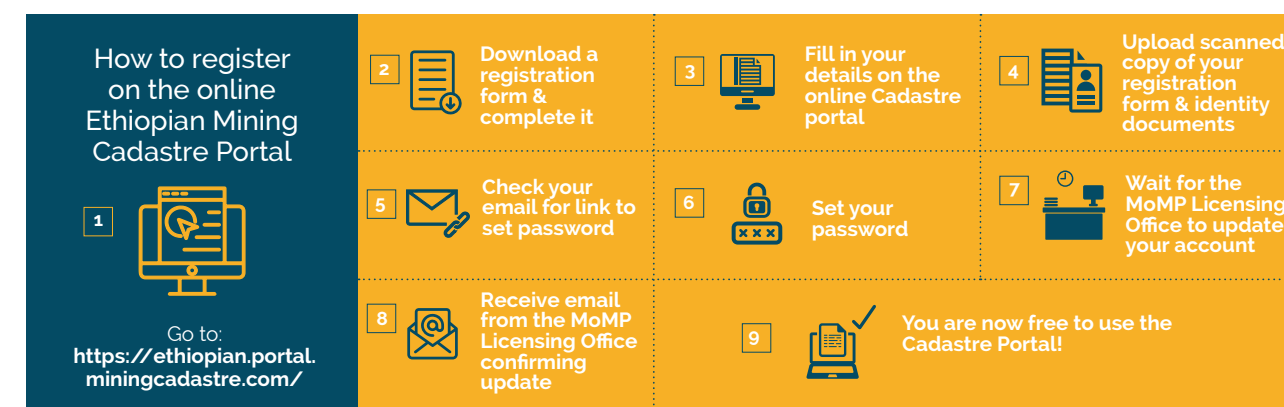 How to register
on the online
Ethiopian Mining
Cadastre Portal
1
Go to:
https://ethiopian.portal.
miningcadastre.com/
2
Download a
registration
form &
complete it
3
Fill in your
details on the
online Cadastre
portal
4
Upload scanned
copy of your
registration
form & identity
documents
5
Check your
email for link to
set password
6
Set your
password
7
Wait for the
MoMP Licensing
Office to update
your account
8
Receive email
from the MoMP
Licensing Office
confirming
update
9
You are now free to use the
Cadastre Portal!